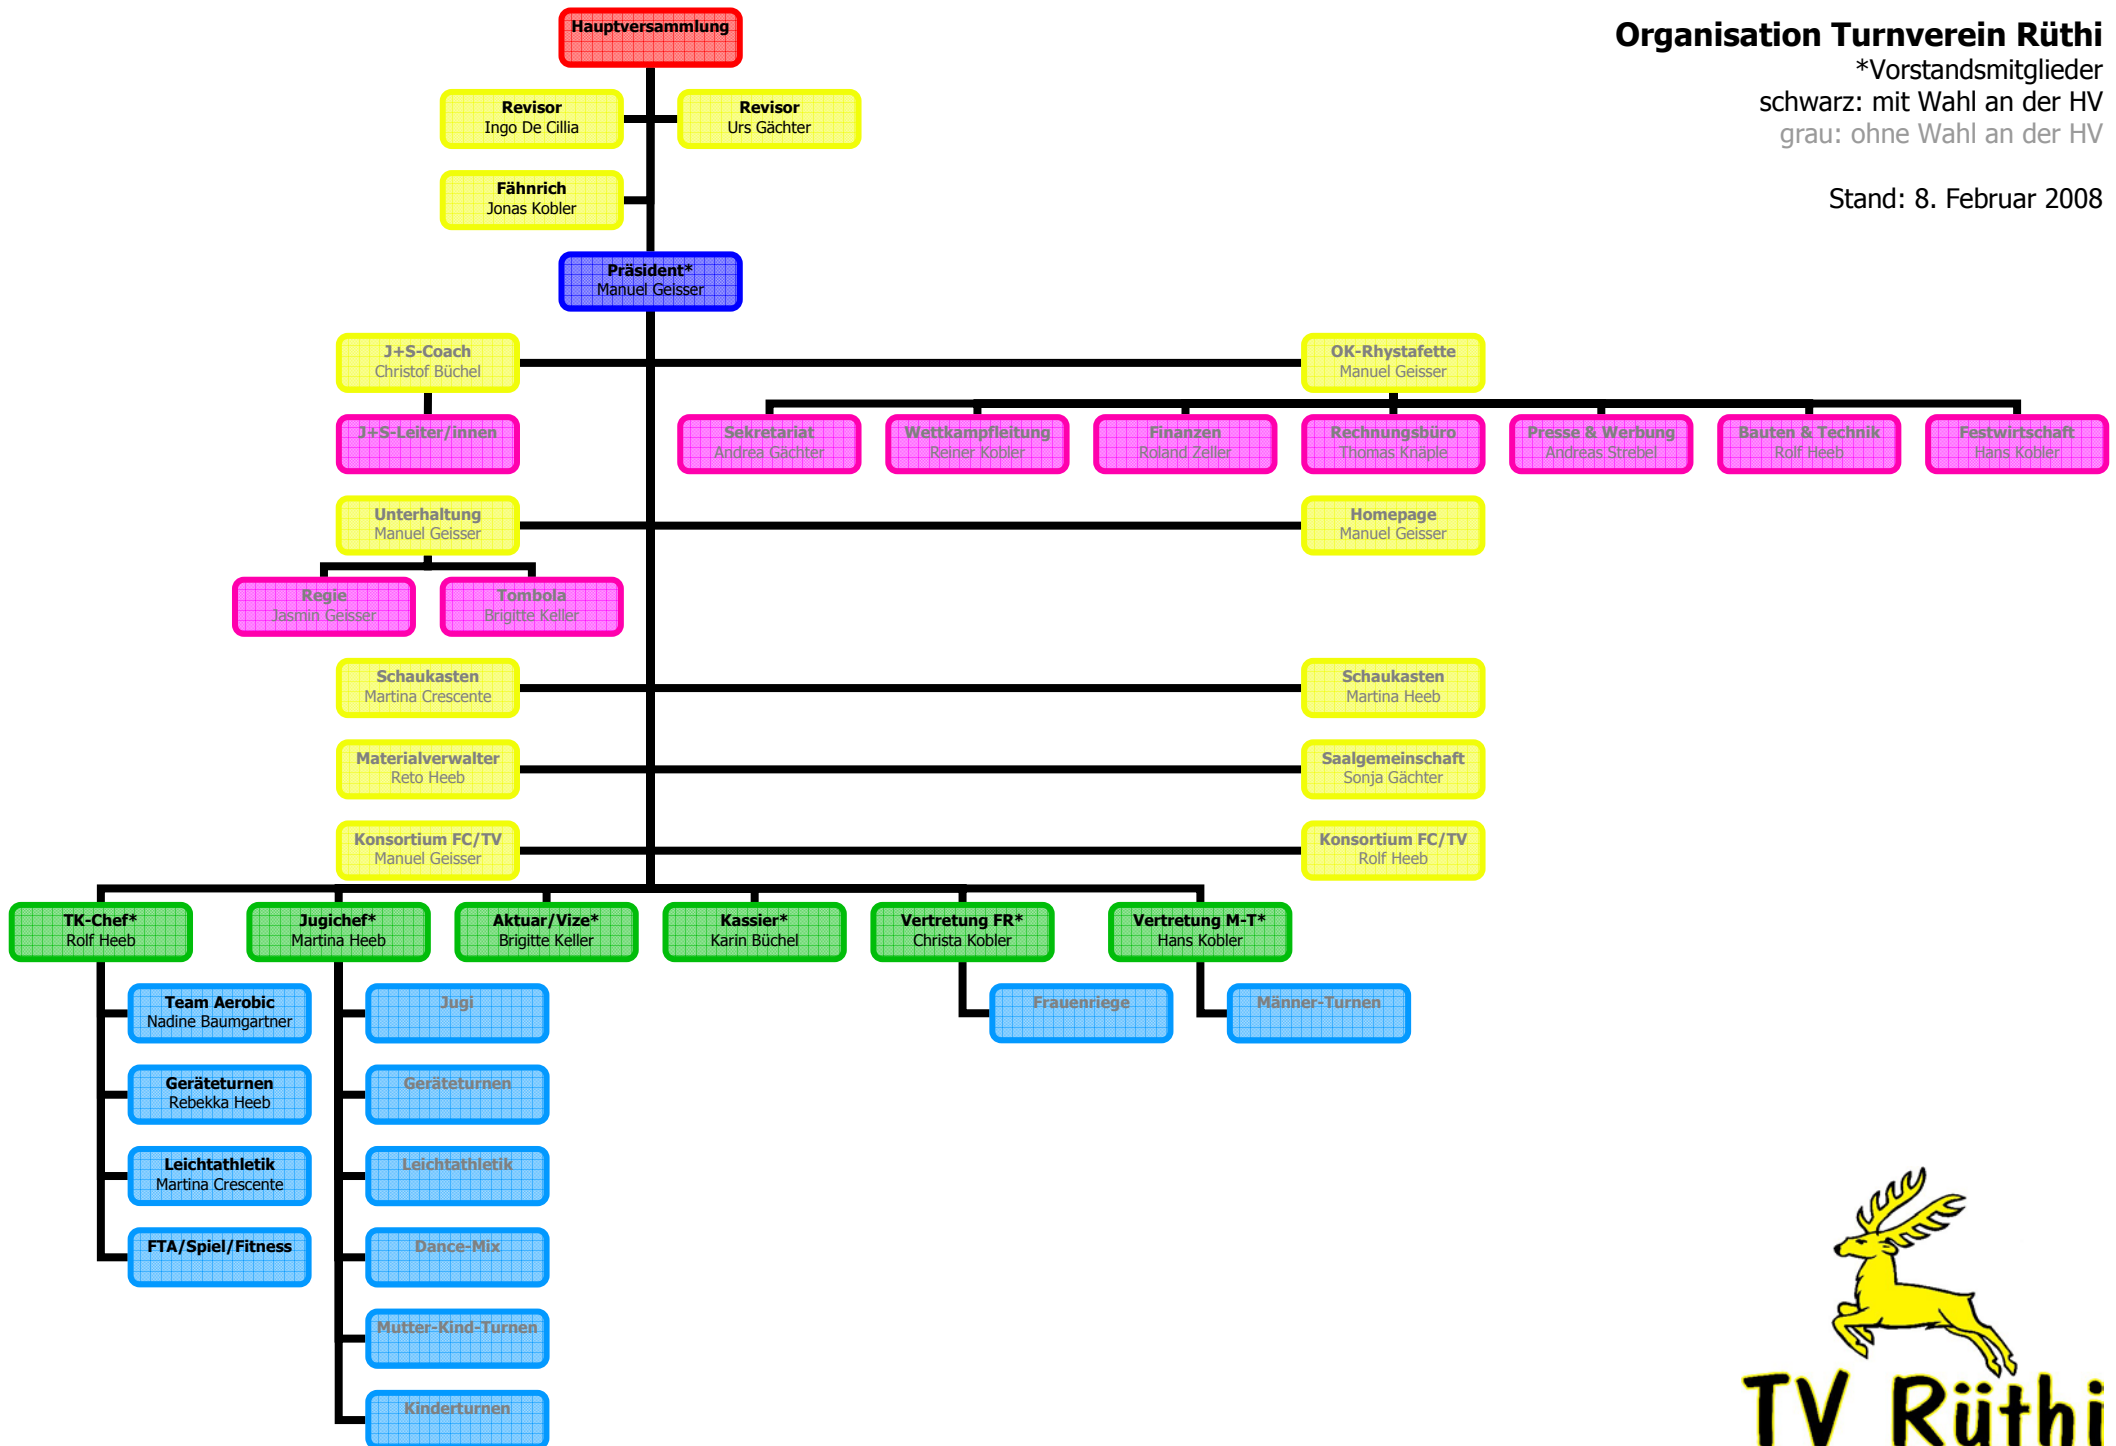 Hauptversammlung
Organisation Turnverein Rüthi
*Vorstandsmitglieder
schwarz: mit Wahl an der HV
grau: ohne Wahl an der HV
Stand: 8. Februar 2008
Revisor
Ingo De Cillia
Revisor
Urs Gächter
Fähnrich
Jonas Kobler
Präsident*
Manuel Geisser
J+S-Coach
Christof Büchel
OK-Rhystafette
Manuel Geisser
J+S-Leiter/innen
Sekretariat
Andrea Gächter
Wettkampfleitung
Reiner Kobler
Finanzen
Roland Zeller
Rechnungsbüro
Thomas Knäple
Presse & Werbung
Andreas Strebel
Bauten & Technik
Rolf Heeb
Festwirtschaft
Hans Kobler
Unterhaltung
Manuel Geisser
Homepage
Manuel Geisser
Regie
Jasmin Geisser
Tombola
Brigitte Keller
Schaukasten
Martina Crescente
Schaukasten
Martina Heeb
Materialverwalter
Reto Heeb
Saalgemeinschaft
Sonja Gächter
Konsortium FC/TV
Manuel Geisser
Konsortium FC/TV
Rolf Heeb
TK-Chef*
Rolf Heeb
Jugichef*
Martina Heeb
Aktuar/Vize*
Brigitte Keller
Kassier*
Karin Büchel
Vertretung FR*
Christa Kobler
Vertretung M-T*
Hans Kobler
Team Aerobic
Nadine Baumgartner
Jugi
Frauenriege
Männer-Turnen
Geräteturnen
Rebekka Heeb
Geräteturnen
Leichtathletik
Martina Crescente
Leichtathletik
FTA/Spiel/Fitness
Dance-Mix
Mutter-Kind-Turnen
Kinderturnen
TV Rüthi